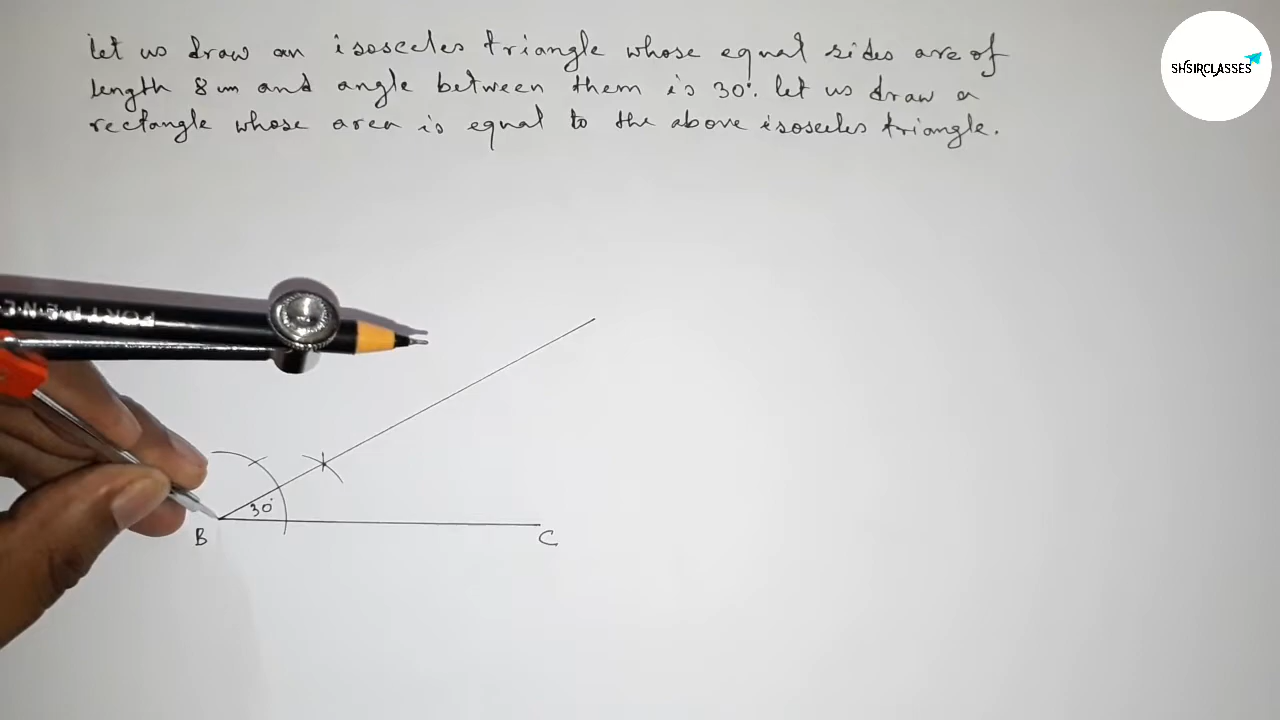 let us draw an isosceles triangle whose equal sides are of
length 8 cm and angle between them is 30°. let us draw a
rectangle whose area is equal to the above isosceles triangle.
SHSIRCLASSES
30°
B
C